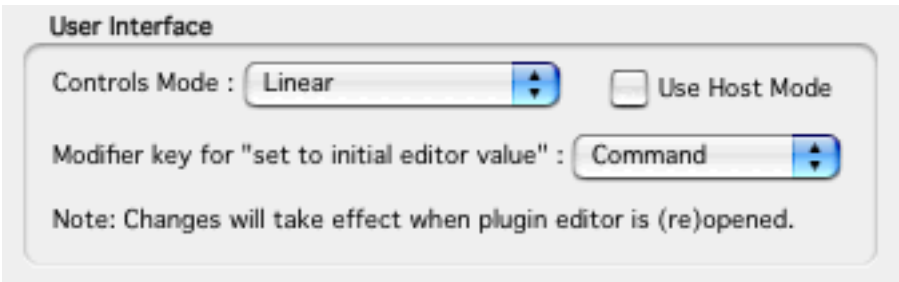 User Interface
Controls Mode : Linear Use Host Mode
Modifier key for "set to initial editor value" : Command
Note: Changes will take effect when plugin editor is (re)opened.